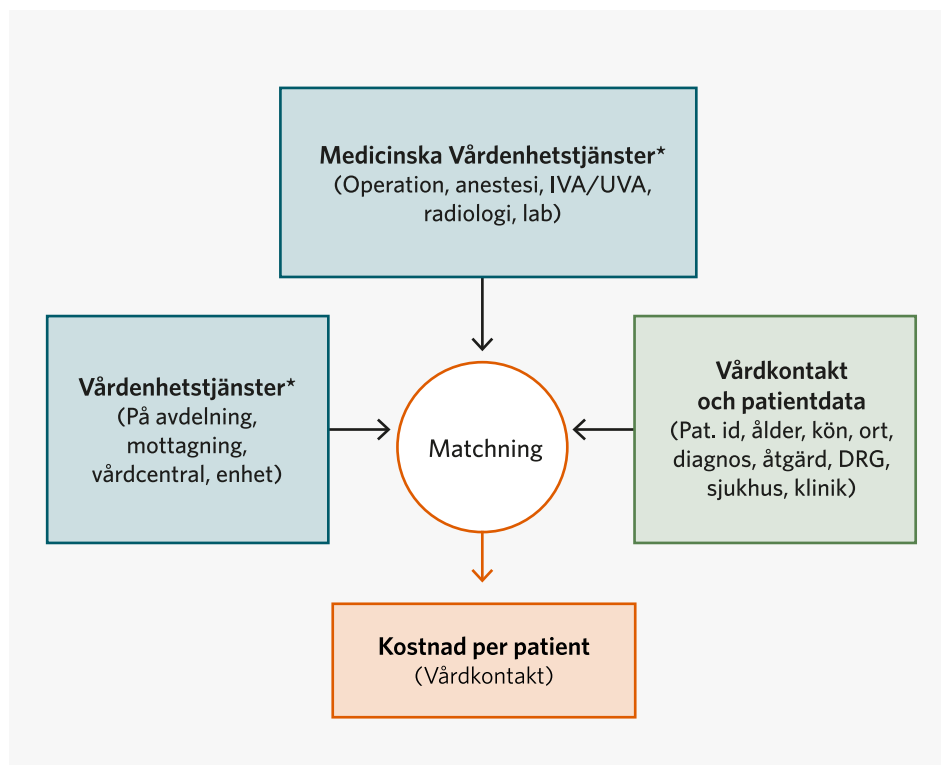 Medicinska Vårdenhetstjänster*
(Operation, anestesi, IVA/UVA,
radiologi, lab)
Vårdenhetstjänster*
(På avdelning,
mottagning,
vårdcentral, enhet)
Matchning
Vårdkontakt
och patientdata
(Pat. id, ålder, kön, ort,
diagnos, åtgärd, DRG,
sjukhus, klinik)
Kostnad per patient
(Vårdkontakt)